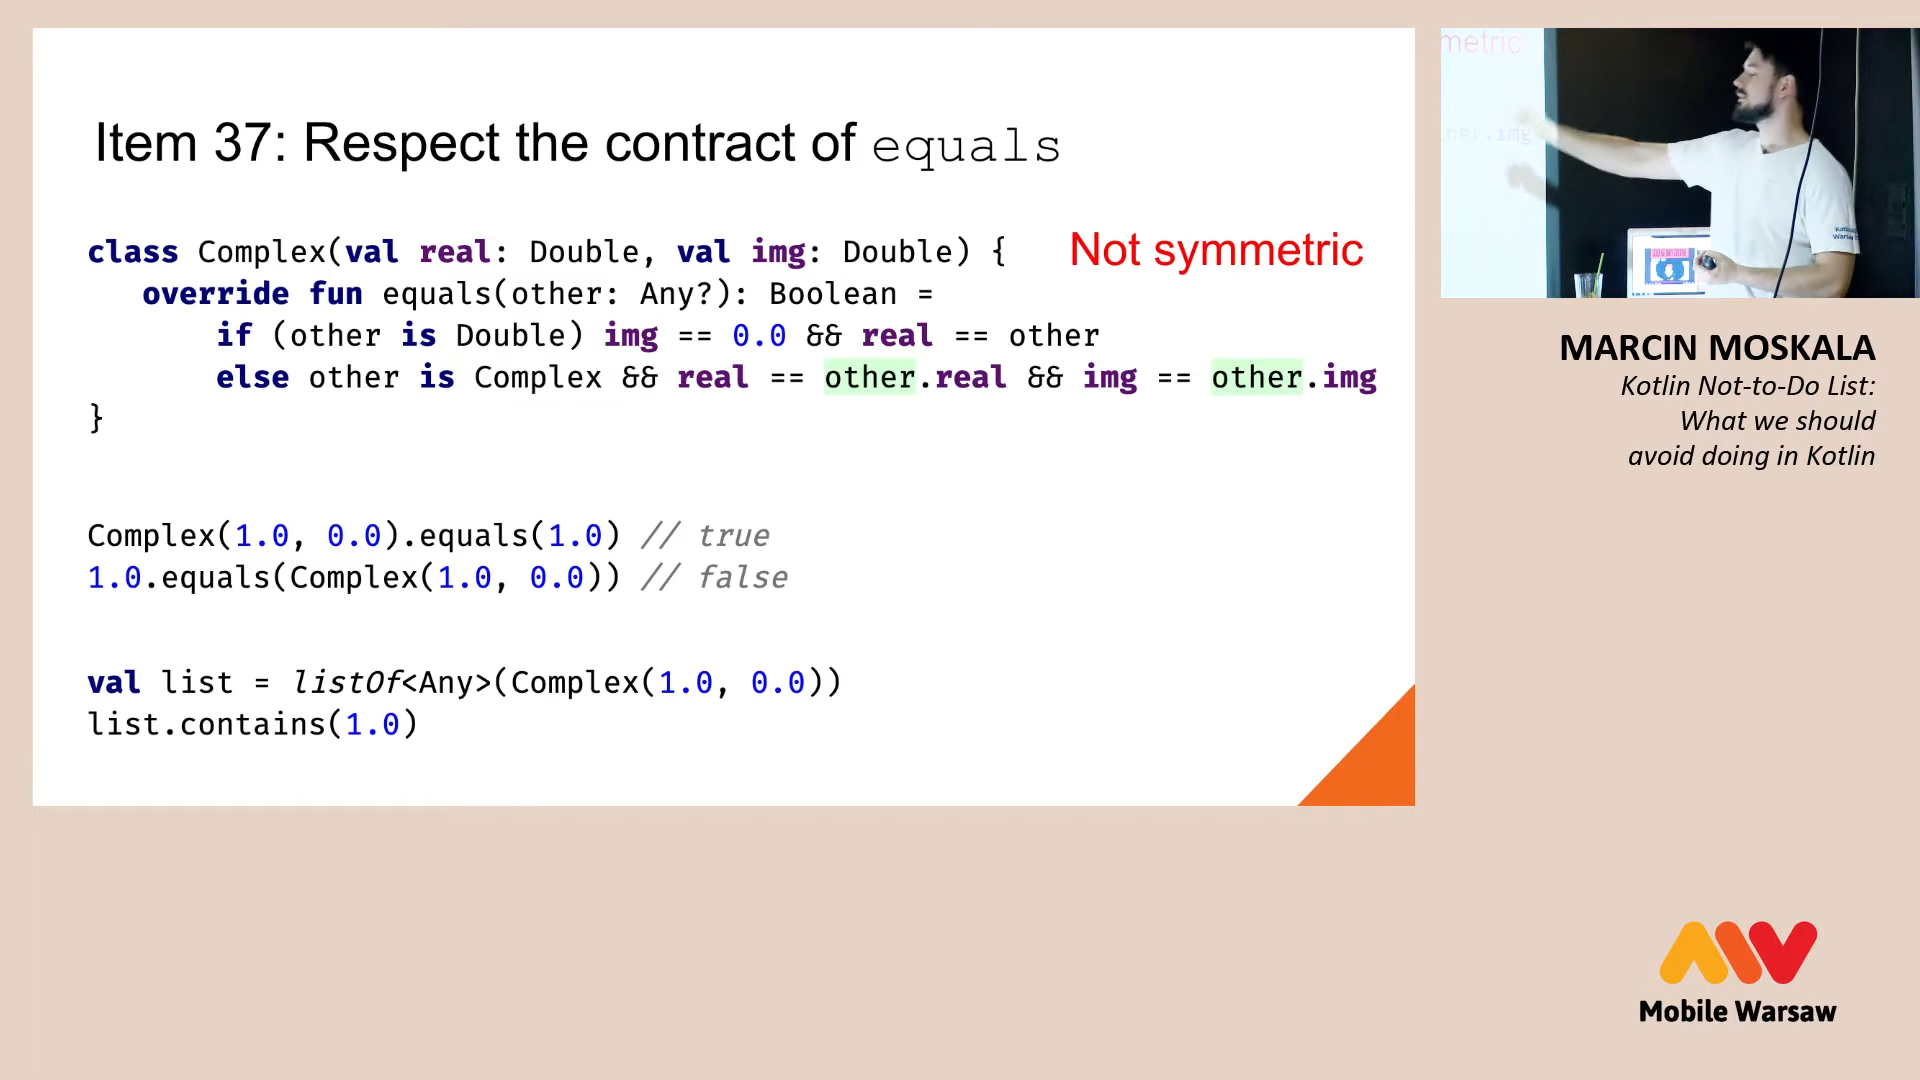 Item 37: Respect the contract of equals
class Complex(val real: Double, val img: Double) {
Not symmetric
override fun equals(other: Any?): Boolean =
if (other is Double) img == 0.0 && real == other
else other is Complex && real == other.real && img == other.img
}
Complex(1.0, 0.0).equals(1.0) // true
1.0.equals(Complex(1.0, 0.0)) // false
val list = listOf<Any>(Complex(1.0, 0.0))
list.contains(1.0)
metric
her.img
MARCIN MOSKALA
Kotlin Not-to-Do List:
What we should
avoid doing in Kotlin
Mobile Warsaw